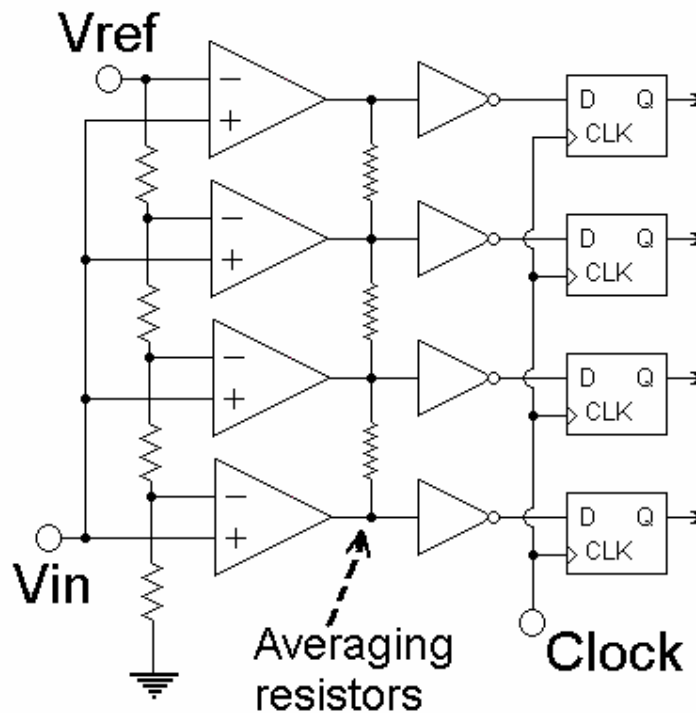 Vref
−
+
D Q
CLK
−
+
D Q
CLK
−
+
D Q
CLK
−
+
D Q
CLK
Vin
Averaging
resistors
Clock